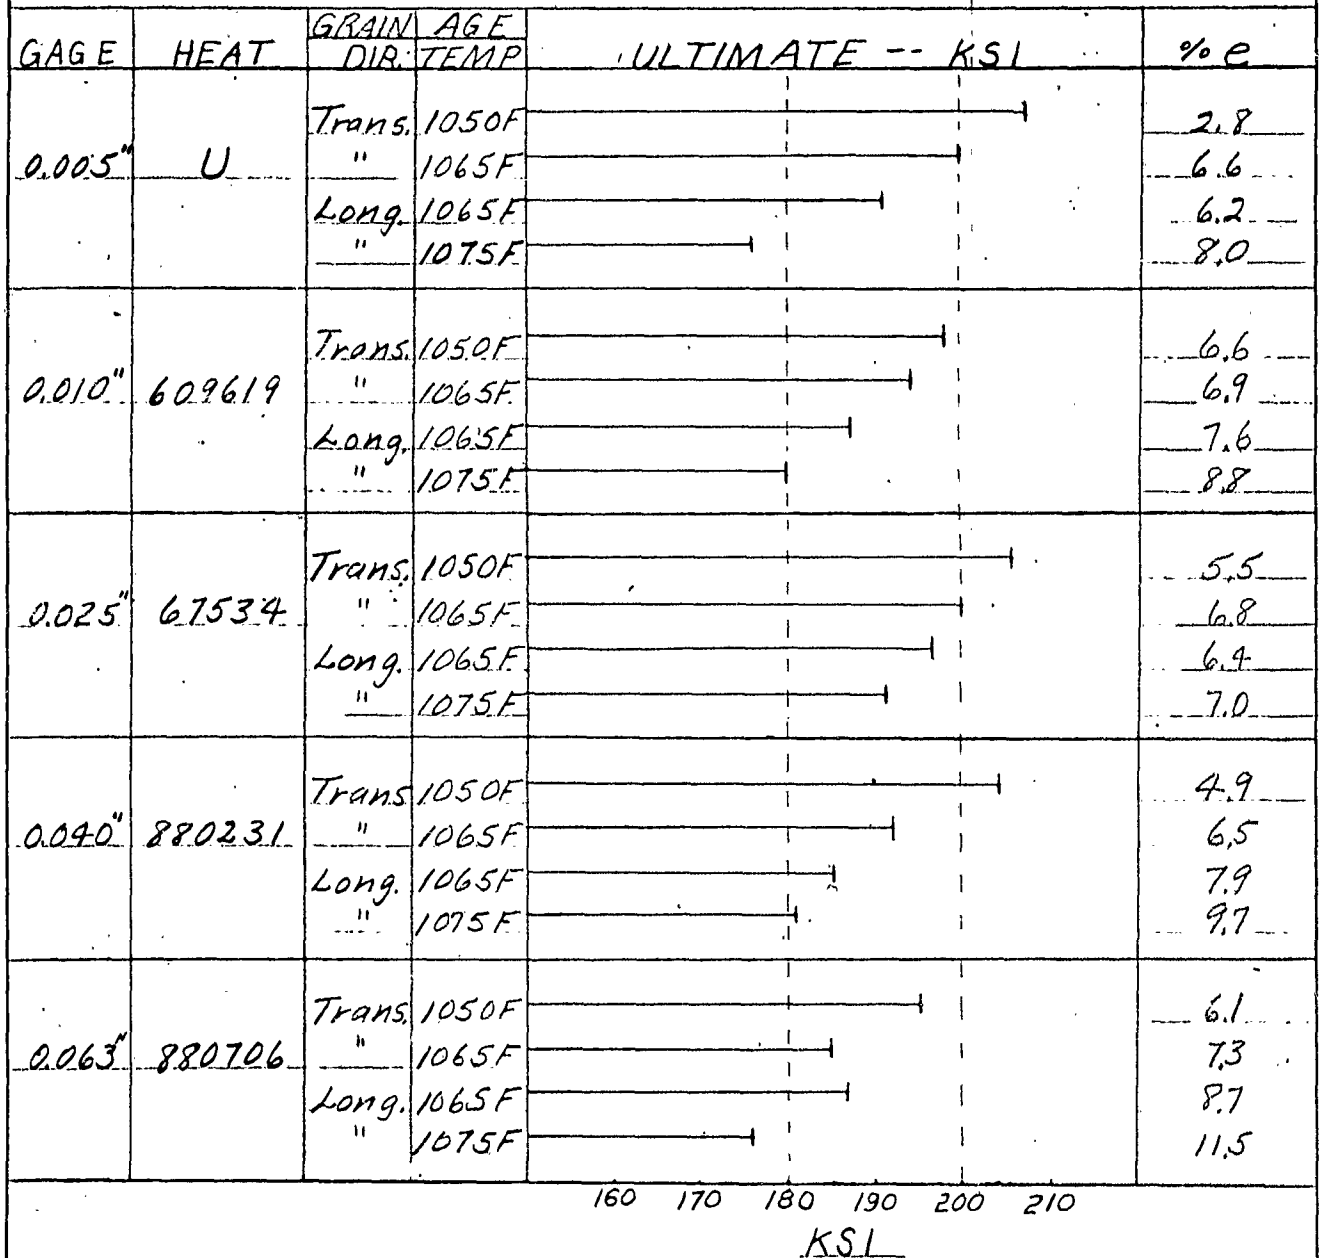 GAGE HEAT GRAIN DIR. AGE TEMP ULTIMATE -- KSI % e
Trans. 1050F 2.8
0.005" U " 1065F 6.6
Long. 1065F 6.2
" 1075F 8.0
Trans. 1050F 6.6
0.010" 609619 " 1065F 6.9
Long. 1065F 7.6
" 1075F 8.8
Trans. 1050F 5.5
0.025" 67534 " 1065F 6.8
Long. 1065F 6.4
" 1075F 7.0
Trans 1050F 4.9
0.040" 880231 " 1065F 6.5
Long. 1065F 7.9
" 1075F 9.7
Trans. 1050F 6.1
0.063" 880706 " 1065F 7.3
Long. 1065F 8.7
" 1075F 11.5
160 170 180 190 200 210
KSI